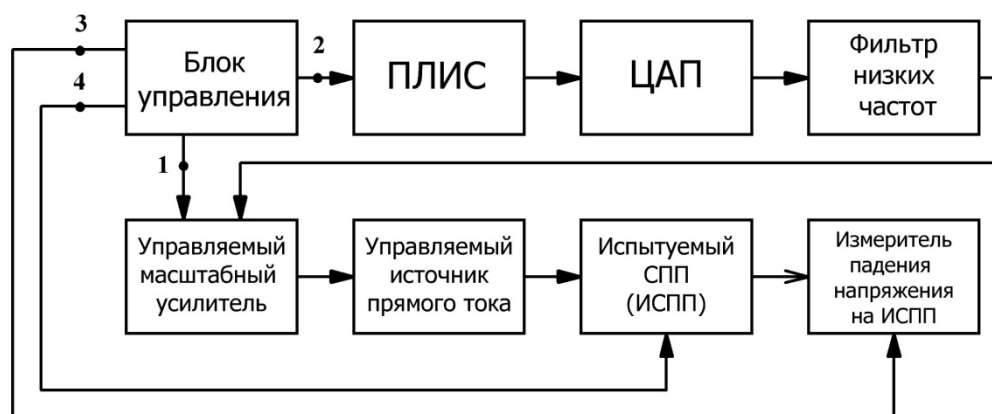 3
4
Блок
управления
2
ПЛИС
ЦАП
Фильтр
низких
частот
1
Управляемый
масштабный
усилитель
Управляемый
источник
прямого тока
Испытуемый
СПП
(ИСПП)
Измеритель
падения
напряжения
на ИСПП